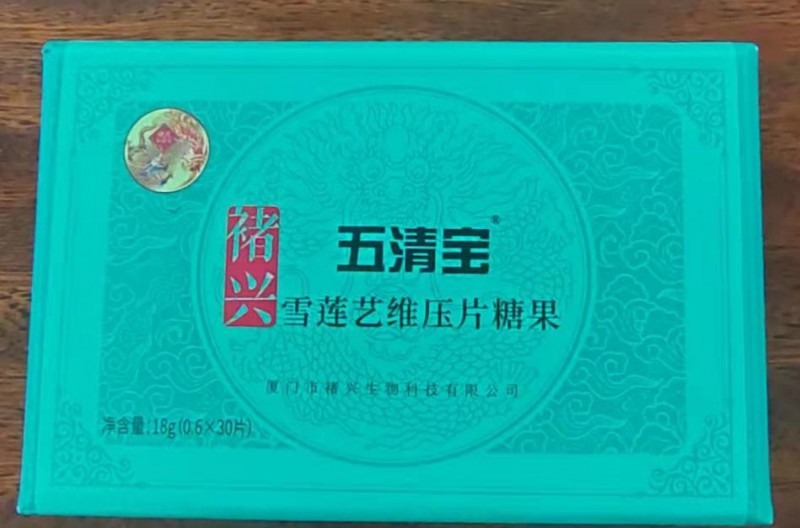 褚兴
五清宝®
雪莲艺维压片糖果
厦门市褚兴生物科技有限公司
净含量:18g(0.6×30片)